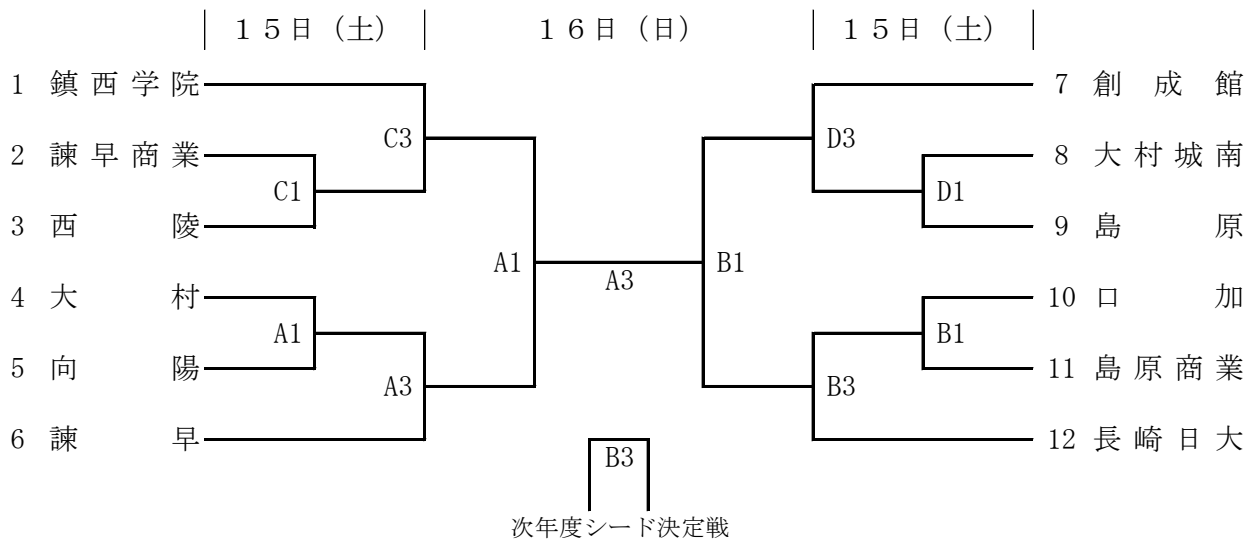 15日（土） 16日（日） 15日（土）
1 鎮西学院 7 創成館
C3 D3
2 諫早商業 8 大村城南
C1 D1
3 西陵 9 島原
A1 A3 B1
4 大村 10 口加
A1 B1
5 向陽 11 島原商業
A3 B3
6 諫早 12 長崎日大
B3
次年度シード決定戦